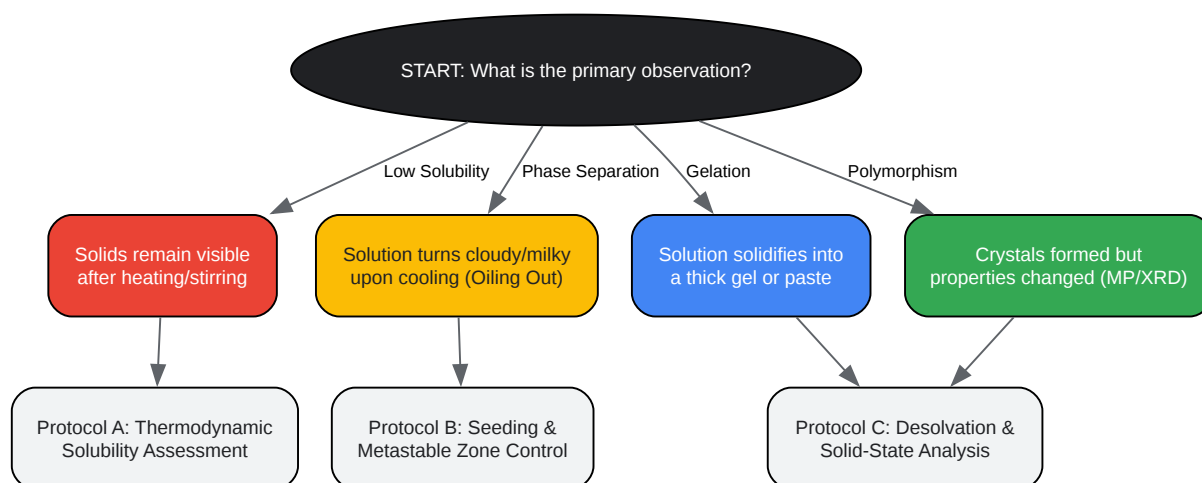 START: What is the primary observation?
Low Solubility
Phase Separation
Gelation
Polymorphism
Solids remain visible
after heating/stirring
Solution turns cloudy/milky
upon cooling (Oiling Out)
Solution solidifies into
a thick gel or paste
Crystals formed but
properties changed (MP/XRD)
Protocol A: Thermodynamic
Solubility Assessment
Protocol B: Seeding &
Metastable Zone Control
Protocol C: Desolvation &
Solid-State Analysis